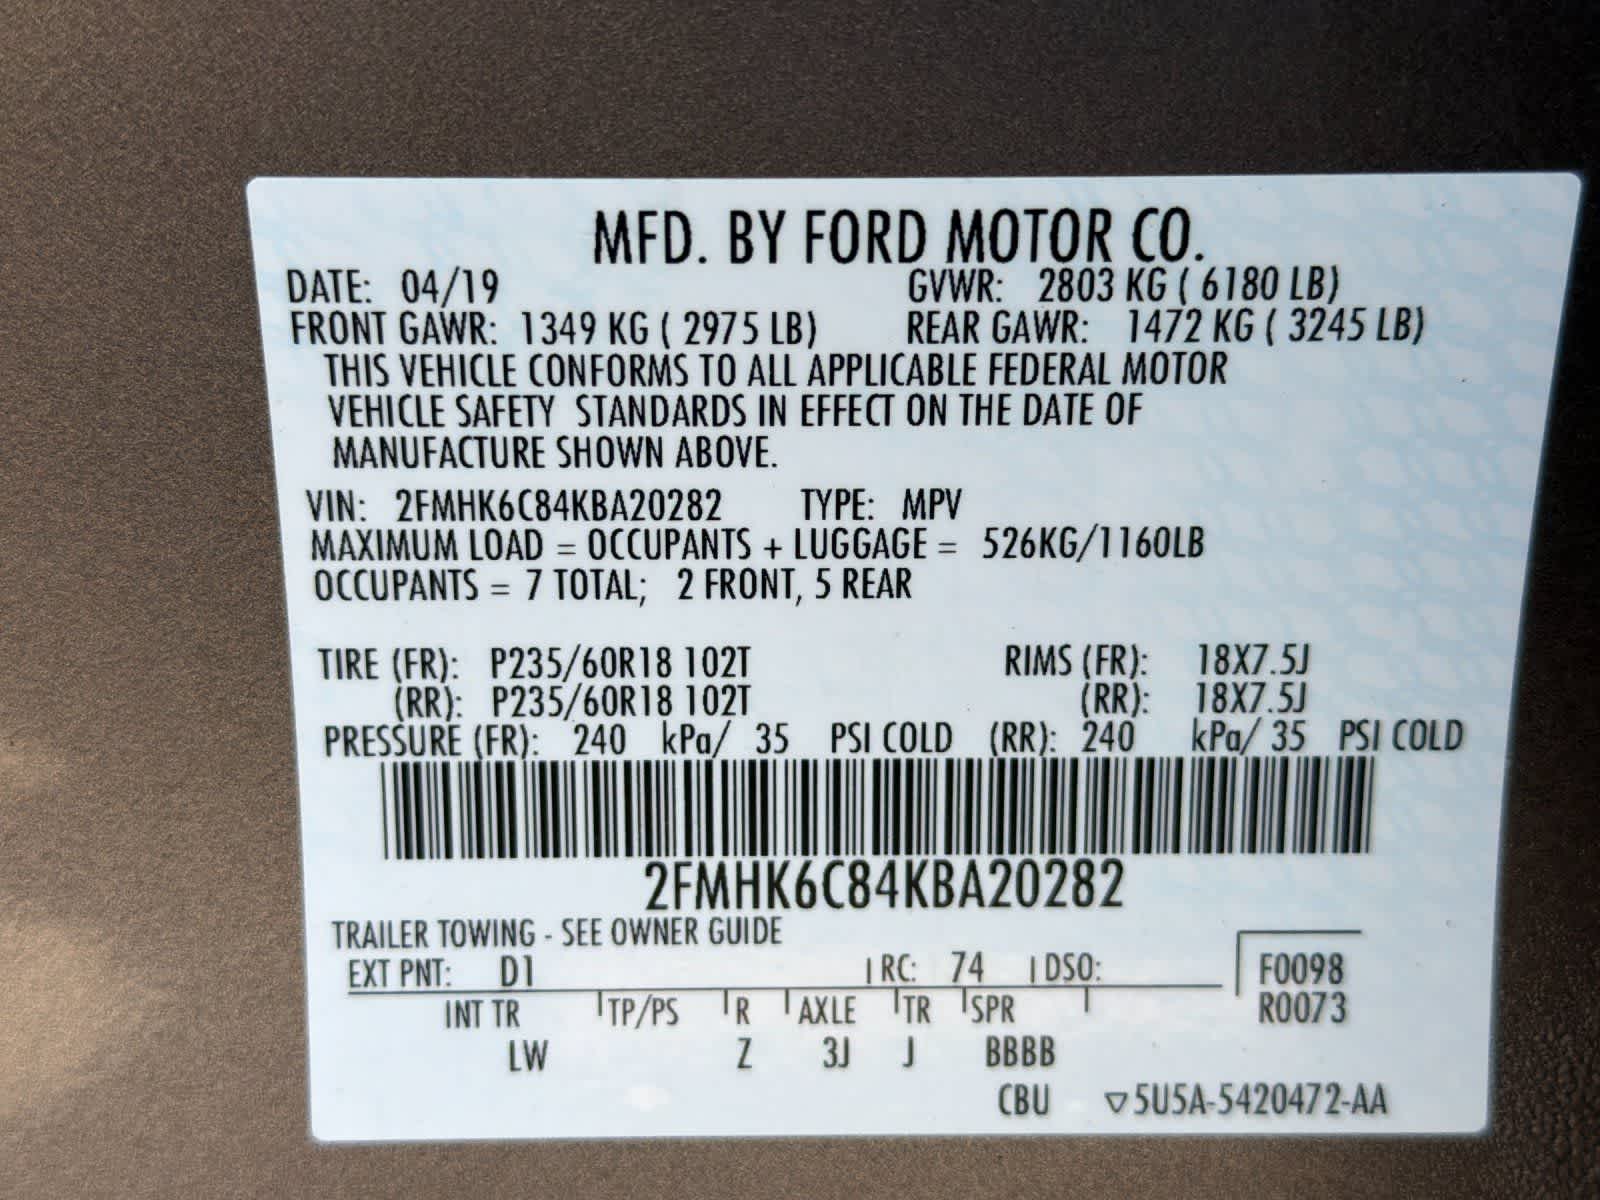 MFD. BY FORD MOTOR CO.
DATE: 04/19 GVWR: 2803 KG ( 6180 LB)
FRONT GAWR: 1349 KG ( 2975 LB) REAR GAWR: 1472 KG ( 3245 LB)
THIS VEHICLE CONFORMS TO ALL APPLICABLE FEDERAL MOTOR
VEHICLE SAFETY STANDARDS IN EFFECT ON THE DATE OF
MANUFACTURE SHOWN ABOVE.
VIN: 2FMHK6C84KBA20282 TYPE: MPV
MAXIMUM LOAD = OCCUPANTS + LUGGAGE = 526KG/1160LB
OCCUPANTS = 7 TOTAL; 2 FRONT, 5 REAR
TIRE (FR): P235/60R18 102T RIMS (FR): 18X7.5J
(RR): P235/60R18 102T (RR): 18X7.5J
PRESSURE (FR): 240 kPa/ 35 PSI COLD (RR): 240 kPa/ 35 PSI COLD
2FMHK6C84KBA20282
TRAILER TOWING - SEE OWNER GUIDE
EXT PNT: D1 RC: 74 DSO: F0098
INT TR TP/PS R AXLE TR SPR R0073
LW Z 3J J BBBB
CBU ▽5U5A-5420472-AA